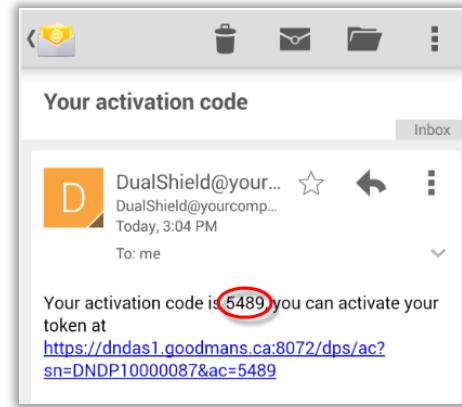 Your activation code
Inbox
D
DualShield@your...
DualShield@yourcomp...
Today, 3:04 PM
To: me
Your activation code is 5489, you can activate your
token at
https://dndas1.goodmans.ca:8072/dps/ac?
sn=DNDP10000087&ac=5489